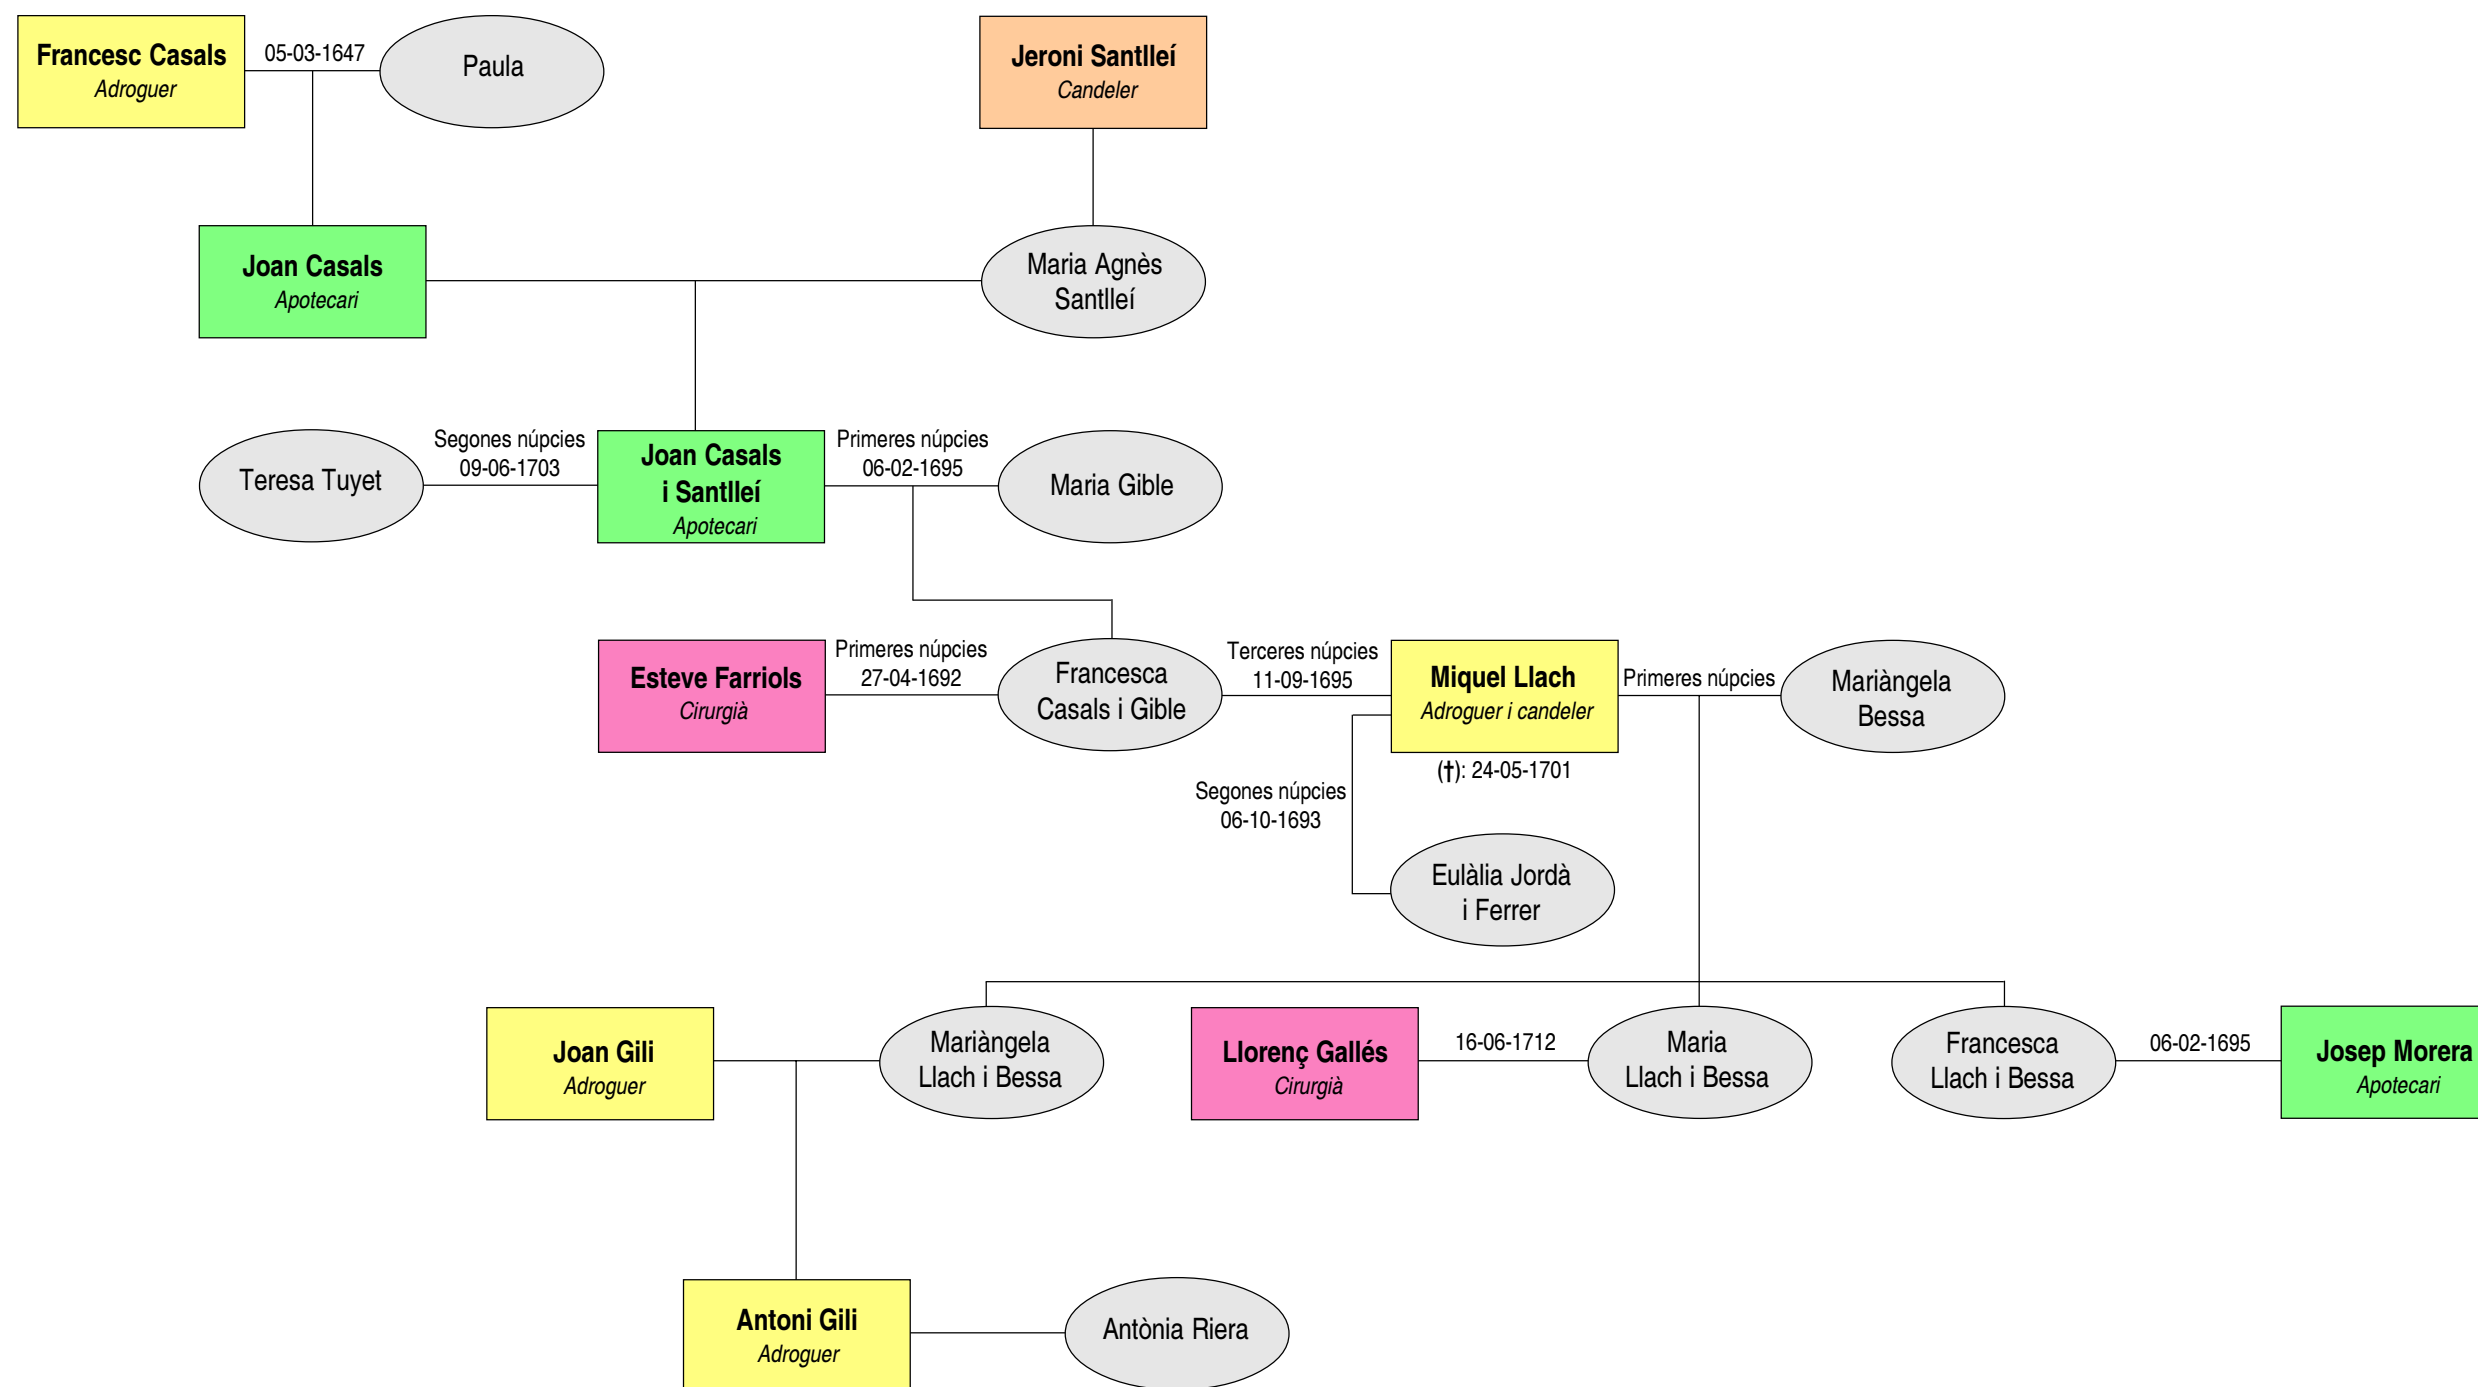 Francesc Casals
Adroguer
05-03-1647
Paula
Jeroni Santlleí
Candeler
Joan Casals
Apotecari
Maria Agnès
Santlleí
Teresa Tuyet
Segones núpcies
09-06-1703
Joan Casals
i Santlleí
Apotecari
Primeres núpcies
06-02-1695
Maria Gible
Esteve Farriols
Cirurgià
Primeres núpcies
27-04-1692
Francesca
Casals i Gible
Terceres núpcies
11-09-1695
Miquel Llach
Adroguer i candeler
(†): 24-05-1701
Primeres núpcies
Mariàngela
Bessa
Segones núpcies
06-10-1693
Eulàlia Jordà
i Ferrer
Joan Gili
Adroguer
Mariàngela
Llach i Bessa
Llorenç Gallés
Cirurgià
16-06-1712
Maria
Llach i Bessa
Francesca
Llach i Bessa
06-02-1695
Josep Morera
Apotecari
Antoni Gili
Adroguer
Antònia Riera